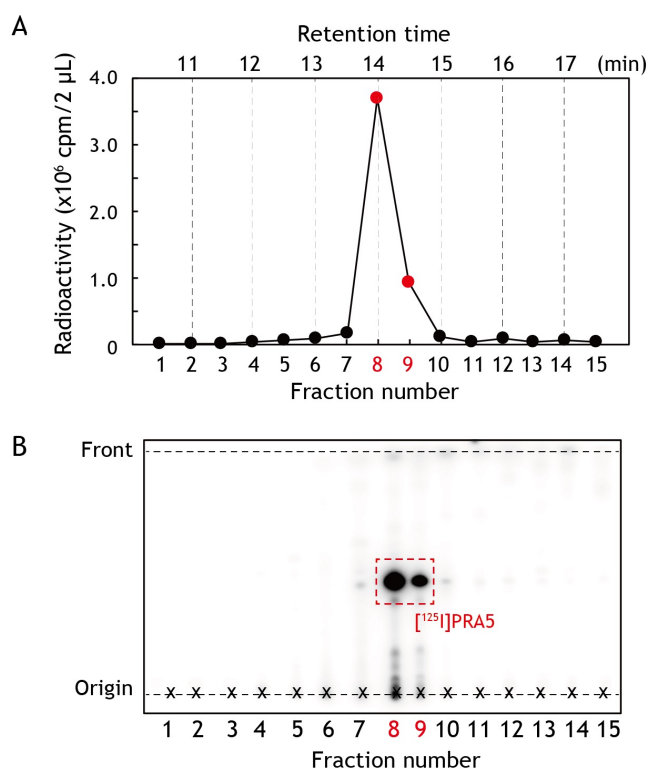 A
Retention time
11 12 13 14 15 16 17 (min)
Radioactivity (x10⁶ cpm/2 µL)
4.0
3.0
2.0
1.0
0
1 2 3 4 5 6 7 8 9 10 11 12 13 14 15
Fraction number
B
Front
[¹²⁵I]PRA5
Origin
X X X X X X X X X X X X X X X
1 2 3 4 5 6 7 8 9 10 11 12 13 14 15
Fraction number